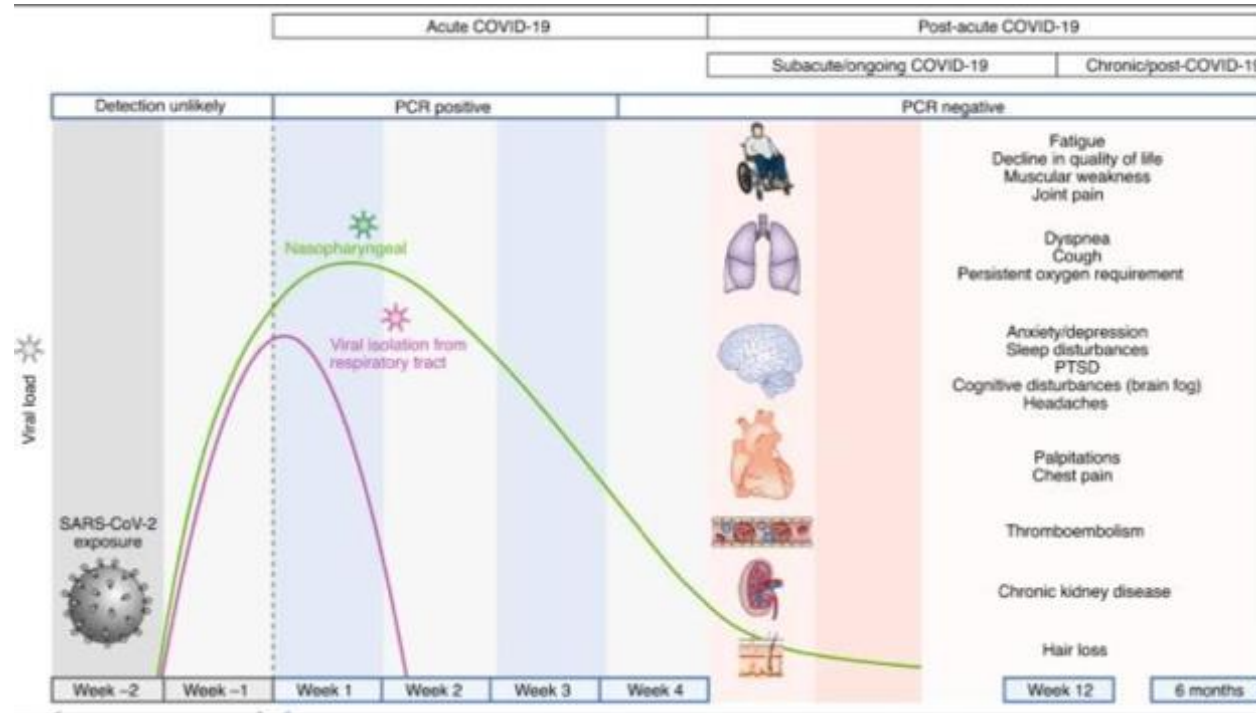 Acute COVID-19
Post-acute COVID-19
Subacute/ongoing COVID-19
Chronic/post-COVID-19
Detection unlikely
PCR positive
PCR negative
Fatigue
Decline in quality of life
Muscular weakness
Joint pain
Nasopharyngeal
Dyspnea
Cough
Persistent oxygen requirement
Viral isolation from
respiratory tract
Anxiety/depression
Sleep disturbances
PTSD
Cognitive disturbances (brain fog)
Headaches
Viral load
Palpitations
Chest pain
SARS-CoV-2
exposure
Thromboembolism
Chronic kidney disease
Hair loss
Week –2
Week –1
Week 1
Week 2
Week 3
Week 4
Week 12
6 months